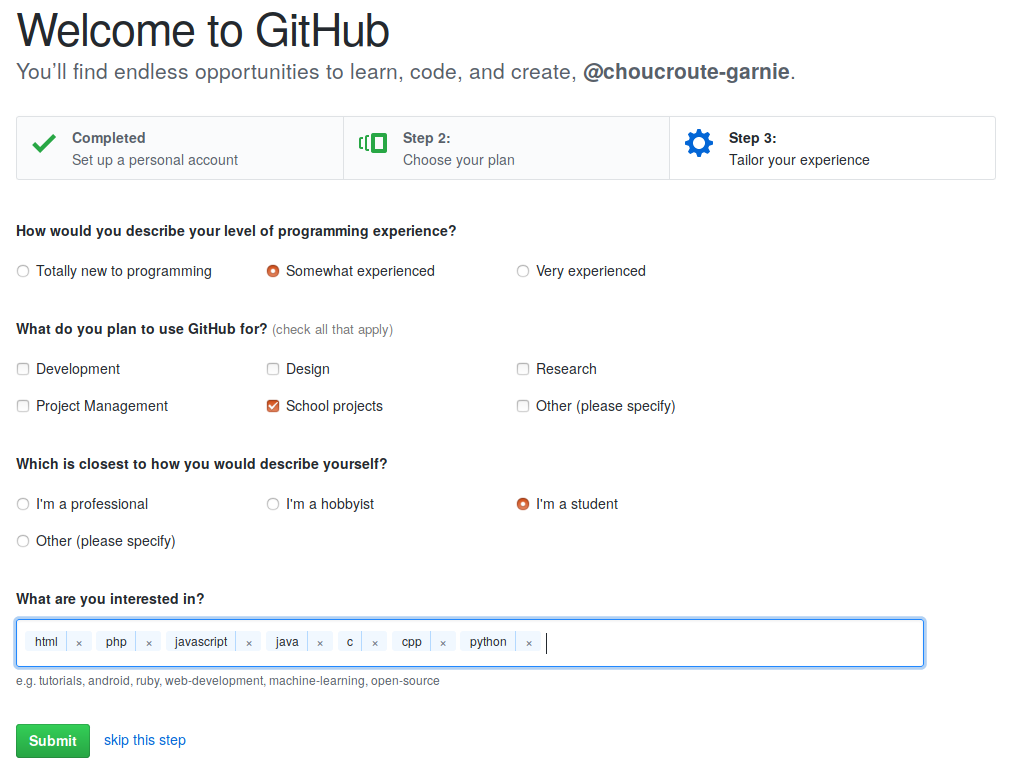 Welcome to GitHub
You’ll find endless opportunities to learn, code, and create, @choucroute-garnie.
Completed
Set up a personal account
Step 2:
Choose your plan
Step 3:
Tailor your experience
How would you describe your level of programming experience?
Totally new to programming
Somewhat experienced
Very experienced
What do you plan to use GitHub for? (check all that apply)
Development
Design
Research
Project Management
School projects
Other (please specify)
Which is closest to how you would describe yourself?
I'm a professional
I'm a hobbyist
I'm a student
Other (please specify)
What are you interested in?
html × php × javascript × java × c × cpp × python ×
e.g. tutorials, android, ruby, web-development, machine-learning, open-source
Submit skip this step